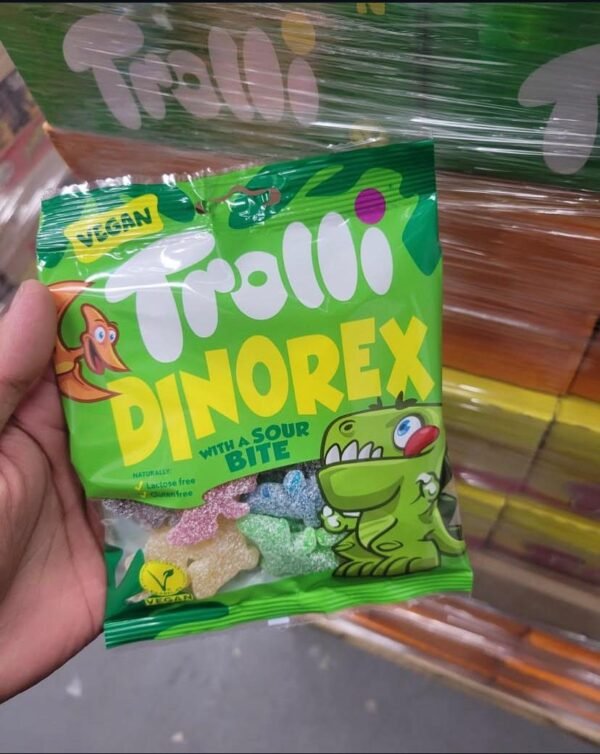 Trolli
VEGAN
Trolli
DINOREX
WITH A SOUR
BITE
NATURALLY:
Lactose free
Gluten free
V
VEGAN